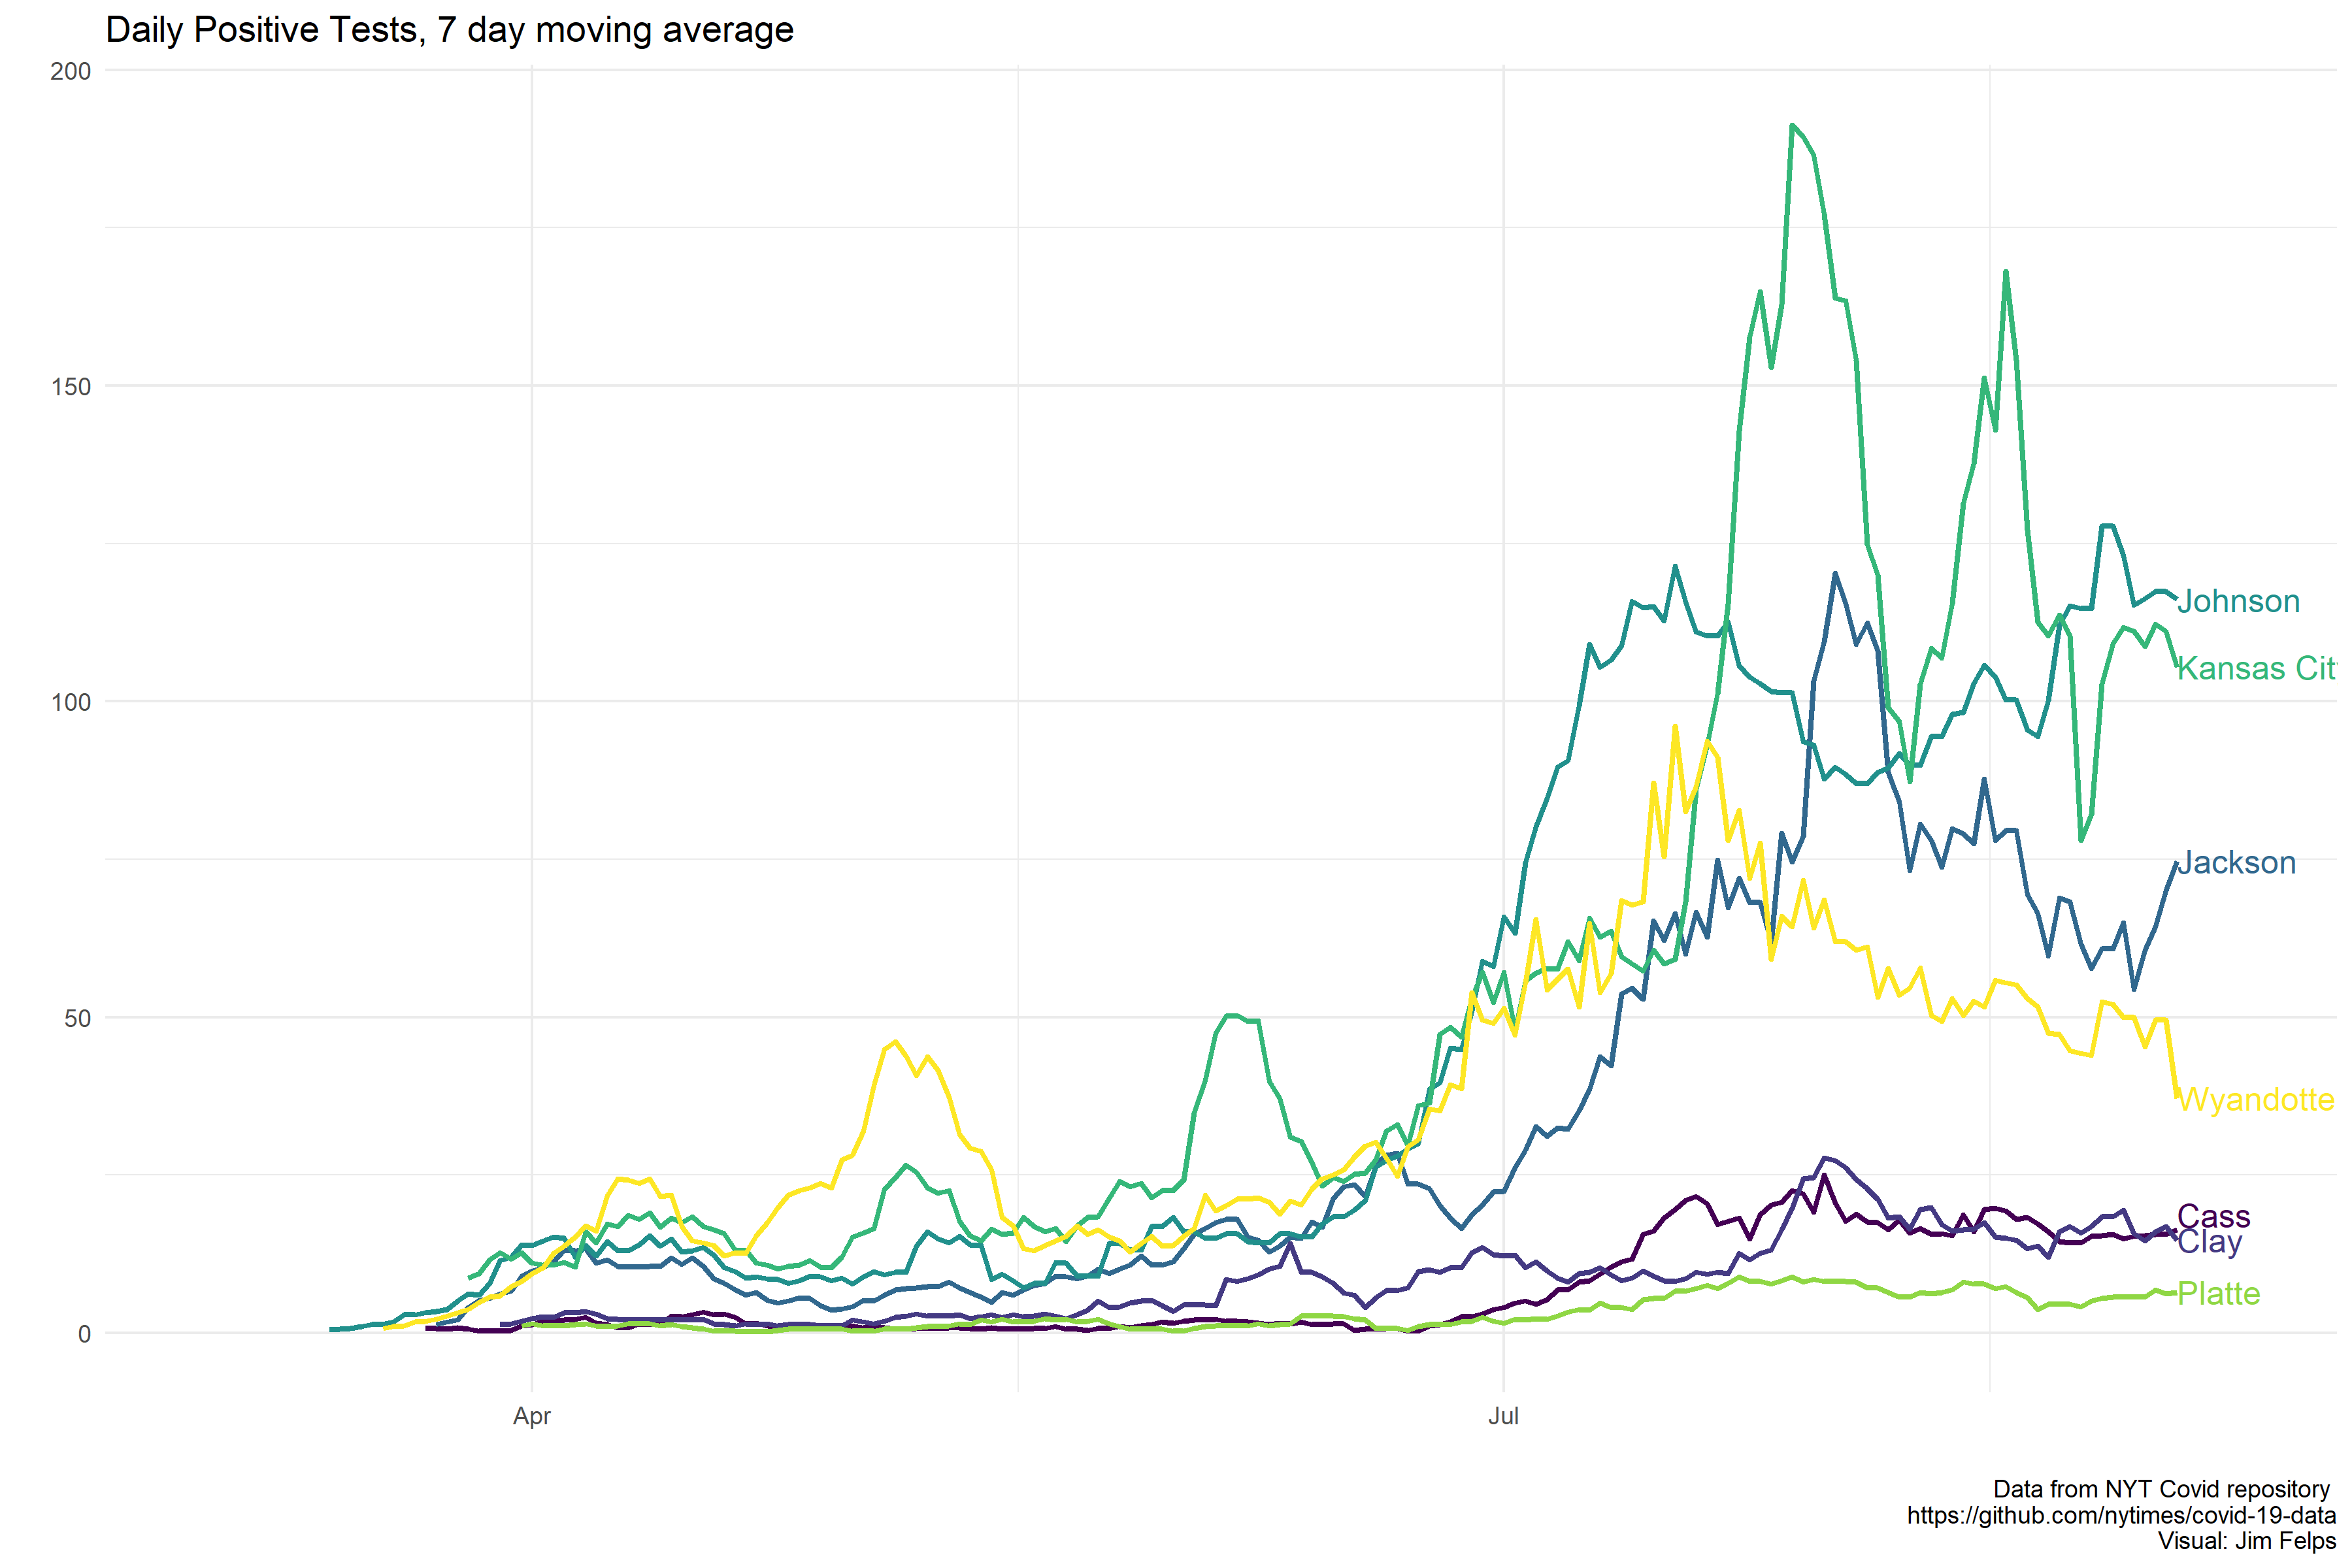 Daily Positive Tests, 7 day moving average
200
150
100
50
0
Johnson
Kansas Cit
Jackson
Wyandotte
Cass
Clay
Platte
Apr
Jul
Data from NYT Covid repository
https://github.com/nytimes/covid-19-data
Visual: Jim Felps